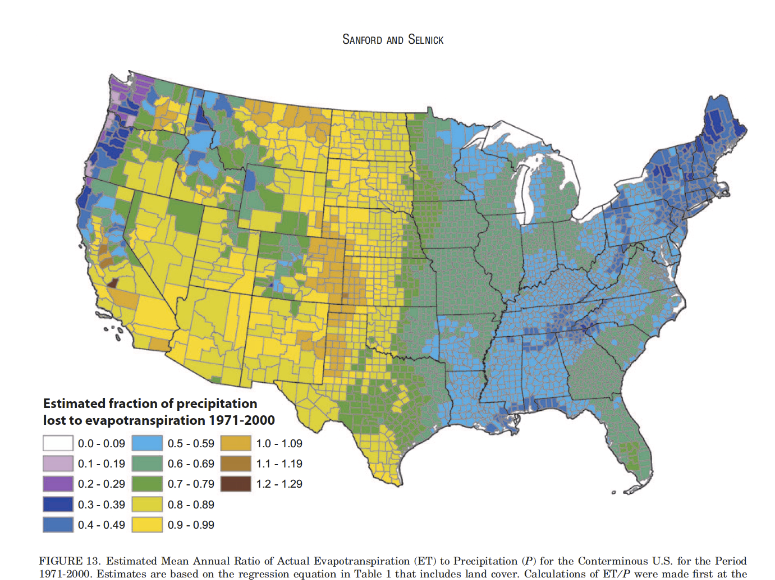 SANFORD AND SELNICK
Estimated fraction of precipitation
lost to evapotranspiration 1971-2000
0.0 - 0.09 0.5 - 0.59 1.0 - 1.09
0.1 - 0.19 0.6 - 0.69 1.1 - 1.19
0.2 - 0.29 0.7 - 0.79 1.2 - 1.29
0.3 - 0.39 0.8 - 0.89
0.4 - 0.49 0.9 - 0.99
FIGURE 13. Estimated Mean Annual Ratio of Actual Evapotranspiration (ET) to Precipitation (P) for the Conterminous U.S. for the Period
1971-2000. Estimates are based on the regression equation in Table 1 that includes land cover. Calculations of ET/P were made first at the